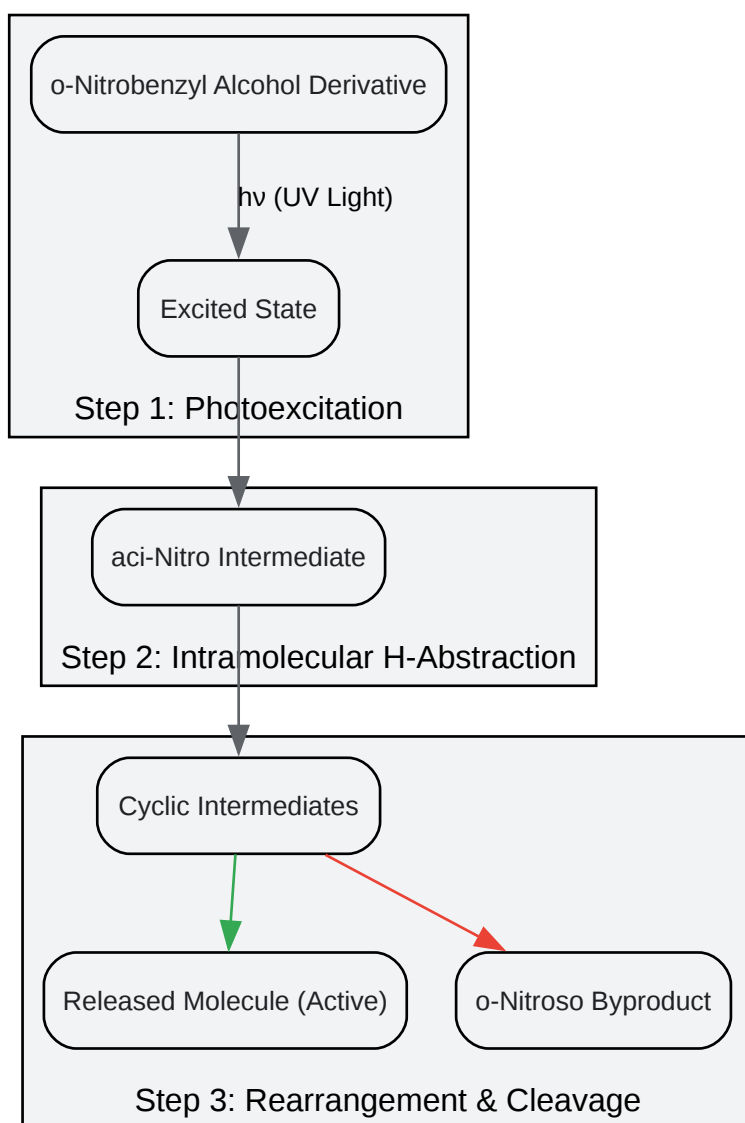 o-Nitrobenzyl Alcohol Derivative
hν (UV Light)
Excited State
Step 1: Photoexcitation
aci-Nitro Intermediate
Step 2: Intramolecular H-Abstraction
Cyclic Intermediates
Released Molecule (Active)
o-Nitroso Byproduct
Step 3: Rearrangement & Cleavage